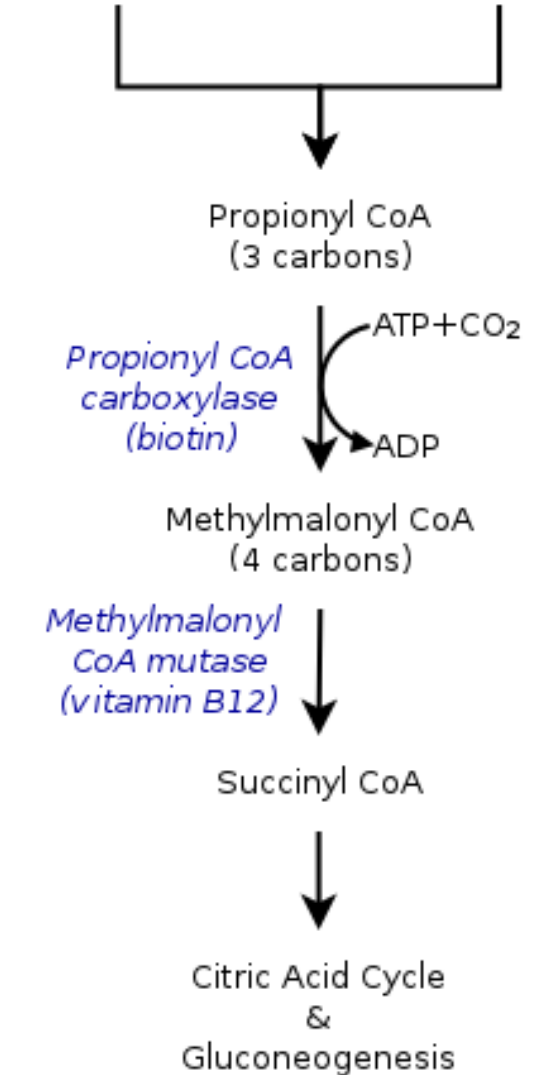 Propionyl CoA
(3 carbons)
ATP+CO₂
Propionyl CoA
carboxylase
(biotin)
ADP
Methylmalonyl CoA
(4 carbons)
Methylmalonyl
CoA mutase
(vitamin B12)
Succinyl CoA
Citric Acid Cycle
&
Gluconeogenesis